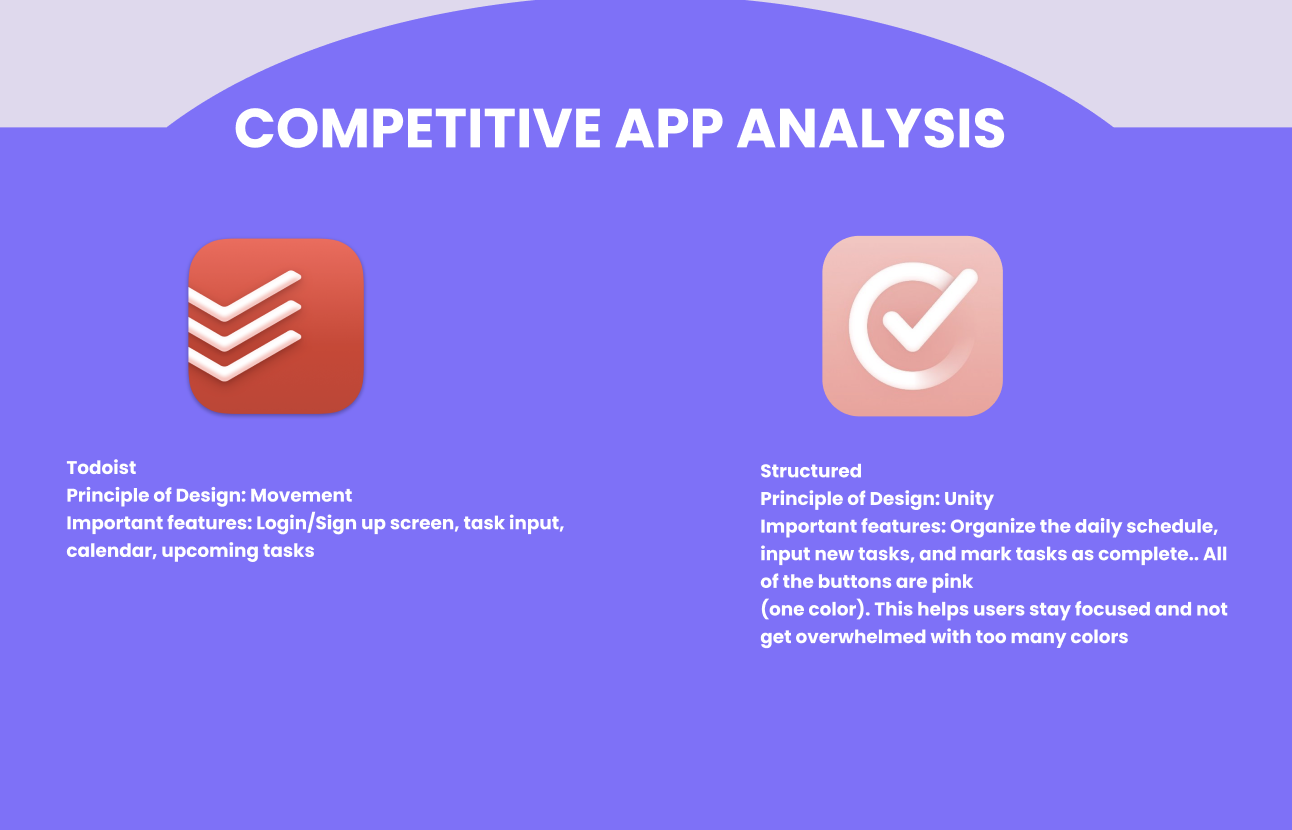 COMPETITIVE APP ANALYSIS
Todoist
Principle of Design: Movement
Important features: Login/Sign up screen, task input,
calendar, upcoming tasks
Structured
Principle of Design: Unity
Important features: Organize the daily schedule,
input new tasks, and mark tasks as complete.. All
of the buttons are pink
(one color). This helps users stay focused and not
get overwhelmed with too many colors